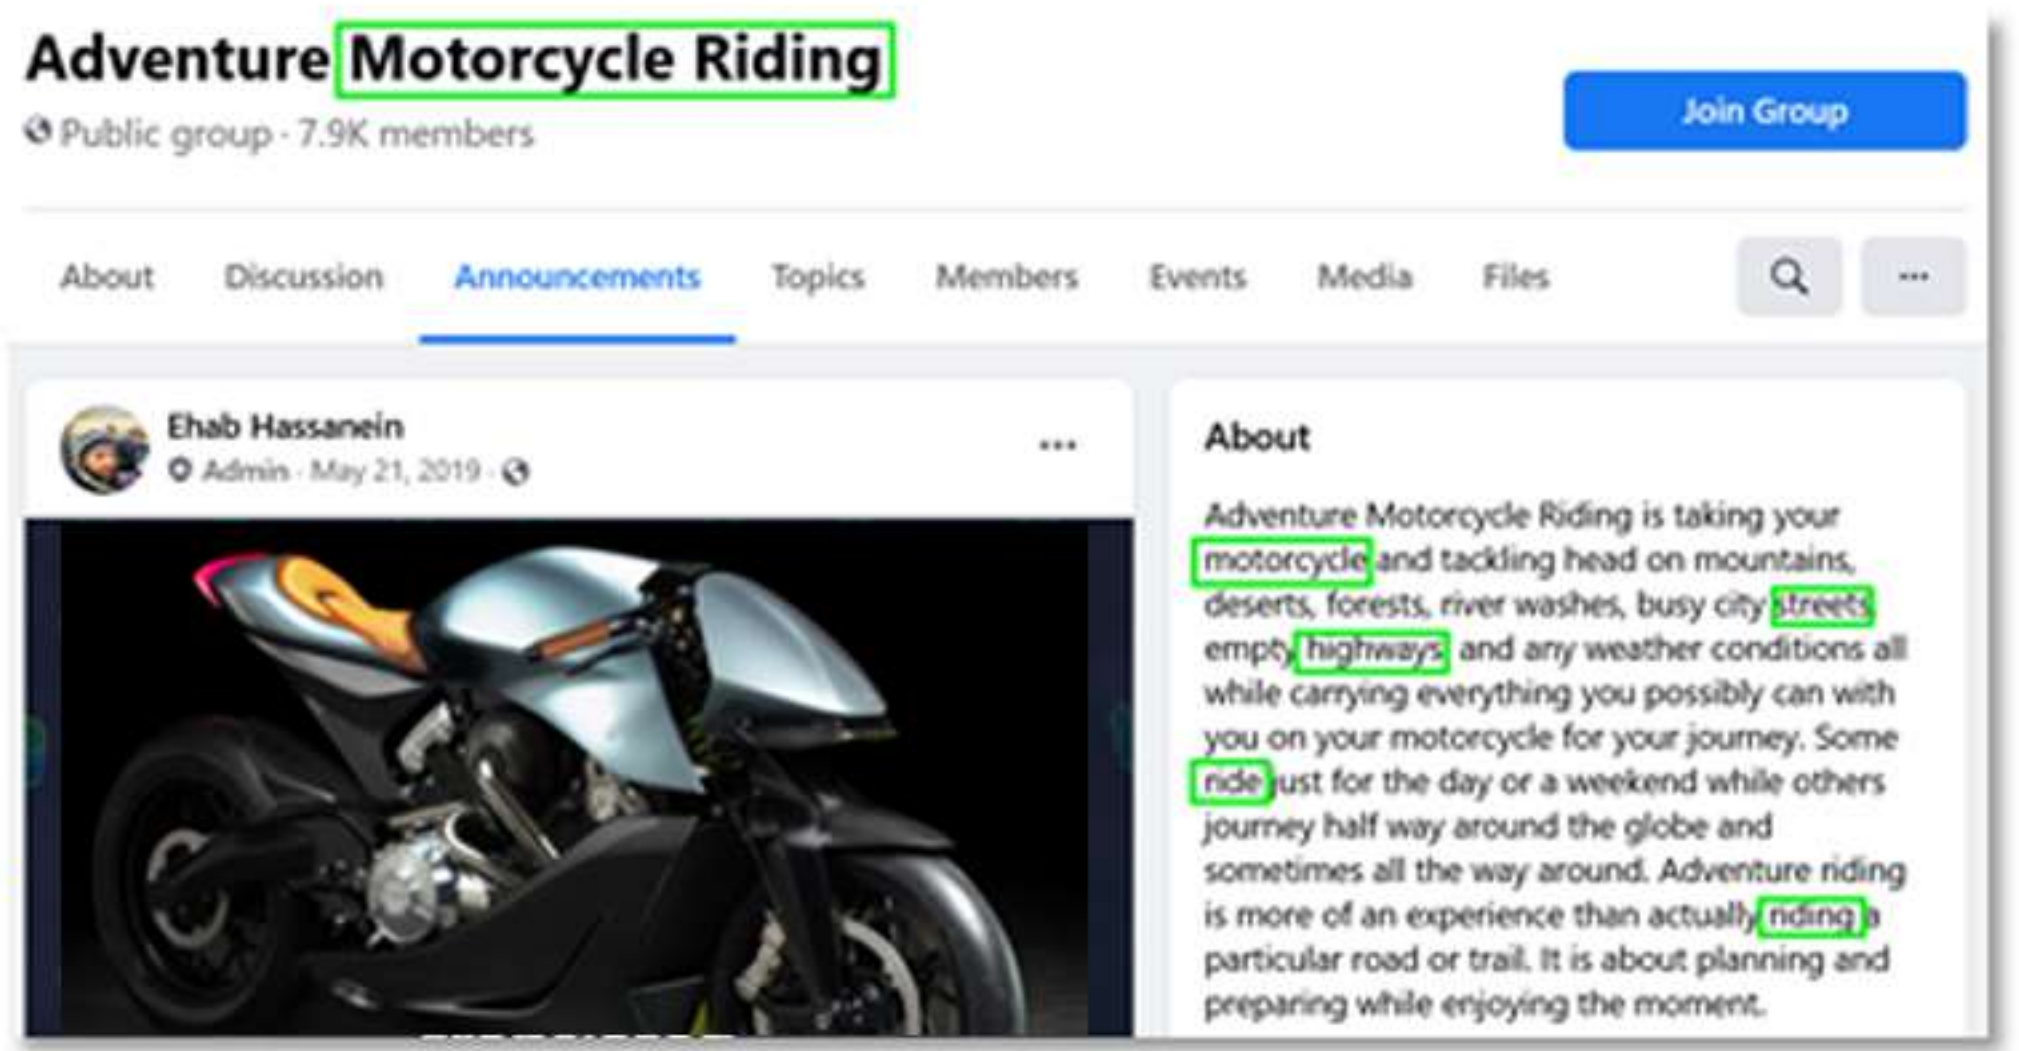 Adventure Motorcycle Riding
Public group · 7.9K members
Join Group
About Discussion Announcements Topics Members Events Media Files
Ehab Hassanein
Admin · May 21, 2019 ·
About
Adventure Motorcycle Riding is taking your
motorcycle and tackling head on mountains,
deserts, forests, river washes, busy city streets,
empty highways, and any weather conditions all
while carrying everything you possibly can with
you on your motorcycle for your journey. Some
ride just for the day or a weekend while others
journey half way around the globe and
sometimes all the way around. Adventure riding
is more of an experience than actually riding a
particular road or trail. It is about planning and
preparing while enjoying the moment.